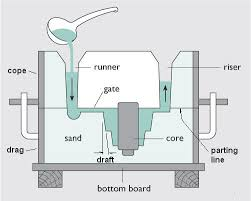 runner
riser
cope
gate
sand
core
parting
line
drag
draft
bottom board